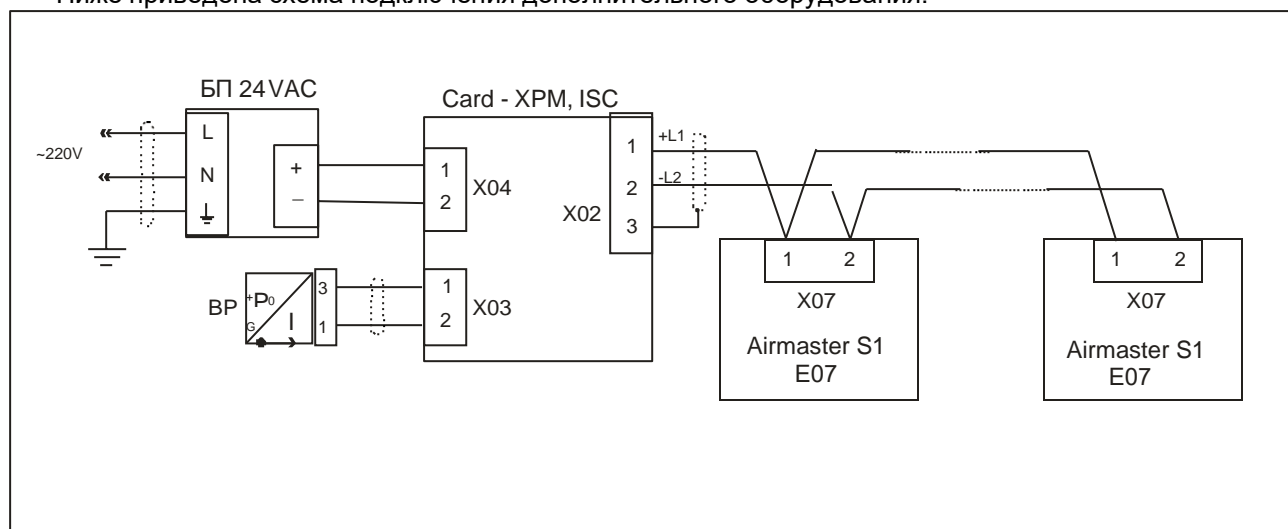 Ниже приведена схема подключения дополнительного оборудования.
БП 24VAC
Card - XPM, ISC
~220V
L
N
+
−
1
2
X04
1
2
3
X02
+L1
-L2
BP
+P0
G
I
3
1
1
2
X03
1 2
X07
Airmaster S1
E07
1 2
X07
Airmaster S1
E07